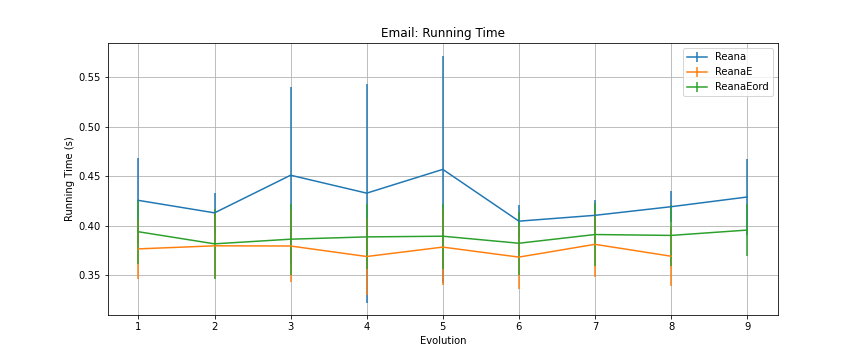 Email: Running Time
Reana
ReanaE
ReanaEord
Running Time (s)
0.55
0.50
0.45
0.40
0.35
1 2 3 4 5 6 7 8 9
Evolution